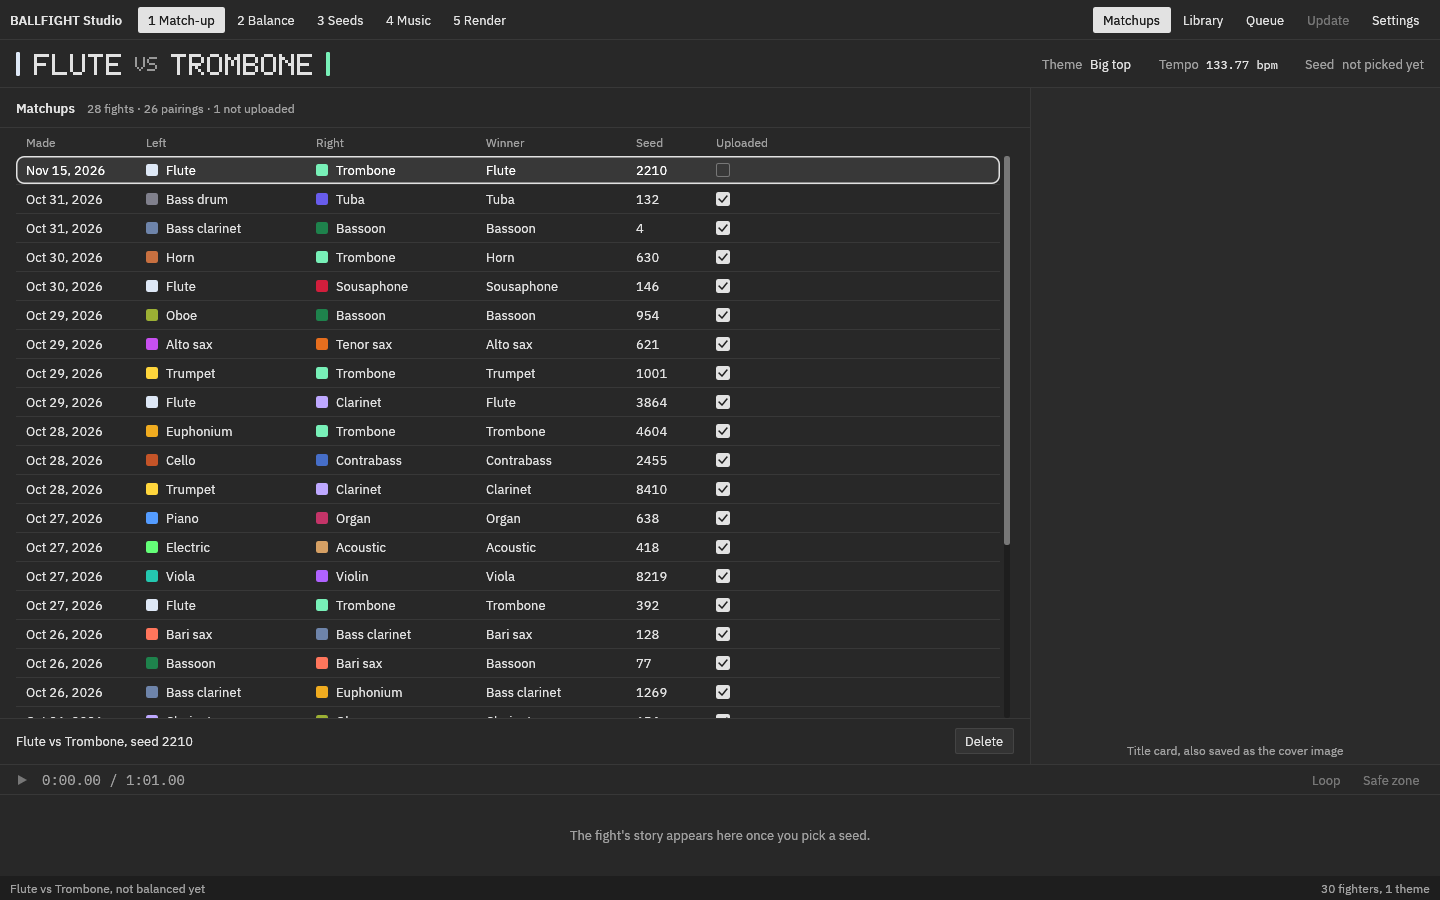 BALLFIGHT Studio 1 Match-up 2 Balance 3 Seeds 4 Music 5 Render Matchups Library Queue Update Settings
FLUTE VS TROMBONE Theme Big top Tempo 133.77 bpm Seed not picked yet
Matchups 28 fights · 26 pairings · 1 not uploaded
Made Left Right Winner Seed Uploaded
Nov 15, 2026 Flute Trombone Flute 2210
Oct 31, 2026 Bass drum Tuba Tuba 132
Oct 31, 2026 Bass clarinet Bassoon Bassoon 4
Oct 30, 2026 Horn Trombone Horn 630
Oct 30, 2026 Flute Sousaphone Sousaphone 146
Oct 29, 2026 Oboe Bassoon Bassoon 954
Oct 29, 2026 Alto sax Tenor sax Alto sax 621
Oct 29, 2026 Trumpet Trombone Trumpet 1001
Oct 29, 2026 Flute Clarinet Flute 3864
Oct 28, 2026 Euphonium Trombone Trombone 4604
Oct 28, 2026 Cello Contrabass Contrabass 2455
Oct 28, 2026 Trumpet Clarinet Clarinet 8410
Oct 27, 2026 Piano Organ Organ 638
Oct 27, 2026 Electric Acoustic Acoustic 418
Oct 27, 2026 Viola Violin Viola 8219
Oct 27, 2026 Flute Trombone Trombone 392
Oct 26, 2026 Bari sax Bass clarinet Bari sax 128
Oct 26, 2026 Bassoon Bari sax Bassoon 77
Oct 26, 2026 Bass clarinet Euphonium Bass clarinet 1269
Flute vs Trombone, seed 2210 Delete
Title card, also saved as the cover image
0:00.00 / 1:01.00 Loop Safe zone
The fight's story appears here once you pick a seed.
Flute vs Trombone, not balanced yet 30 fighters, 1 theme